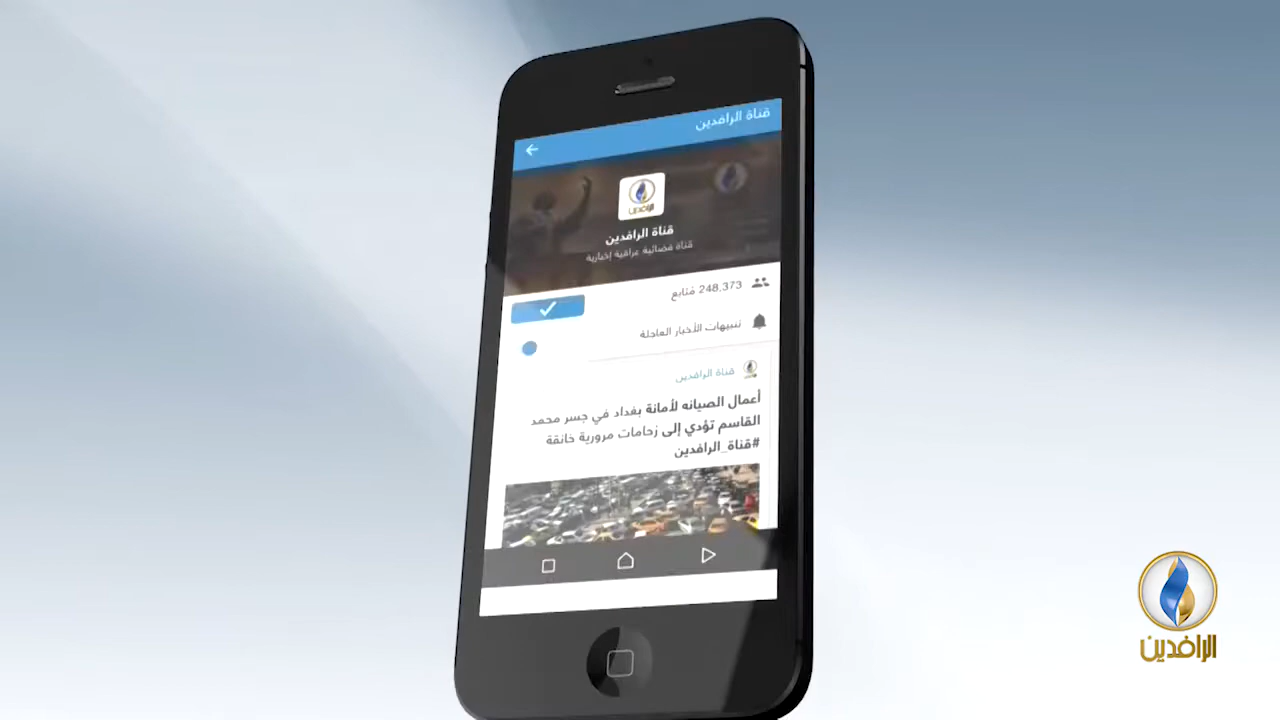 قناة الرافدين
الرافدين
قناة الرافدين
قناة فضائية عراقية إخبارية
248,373 مُتابع
تنبيهات الأخبار العاجلة
قناة الرافدين
أعمال الصيانه لأمانة بغداد في جسر محمد
القاسم تؤدي إلى زحامات مرورية خانقة
#قناة_الرافدين
الرافدين